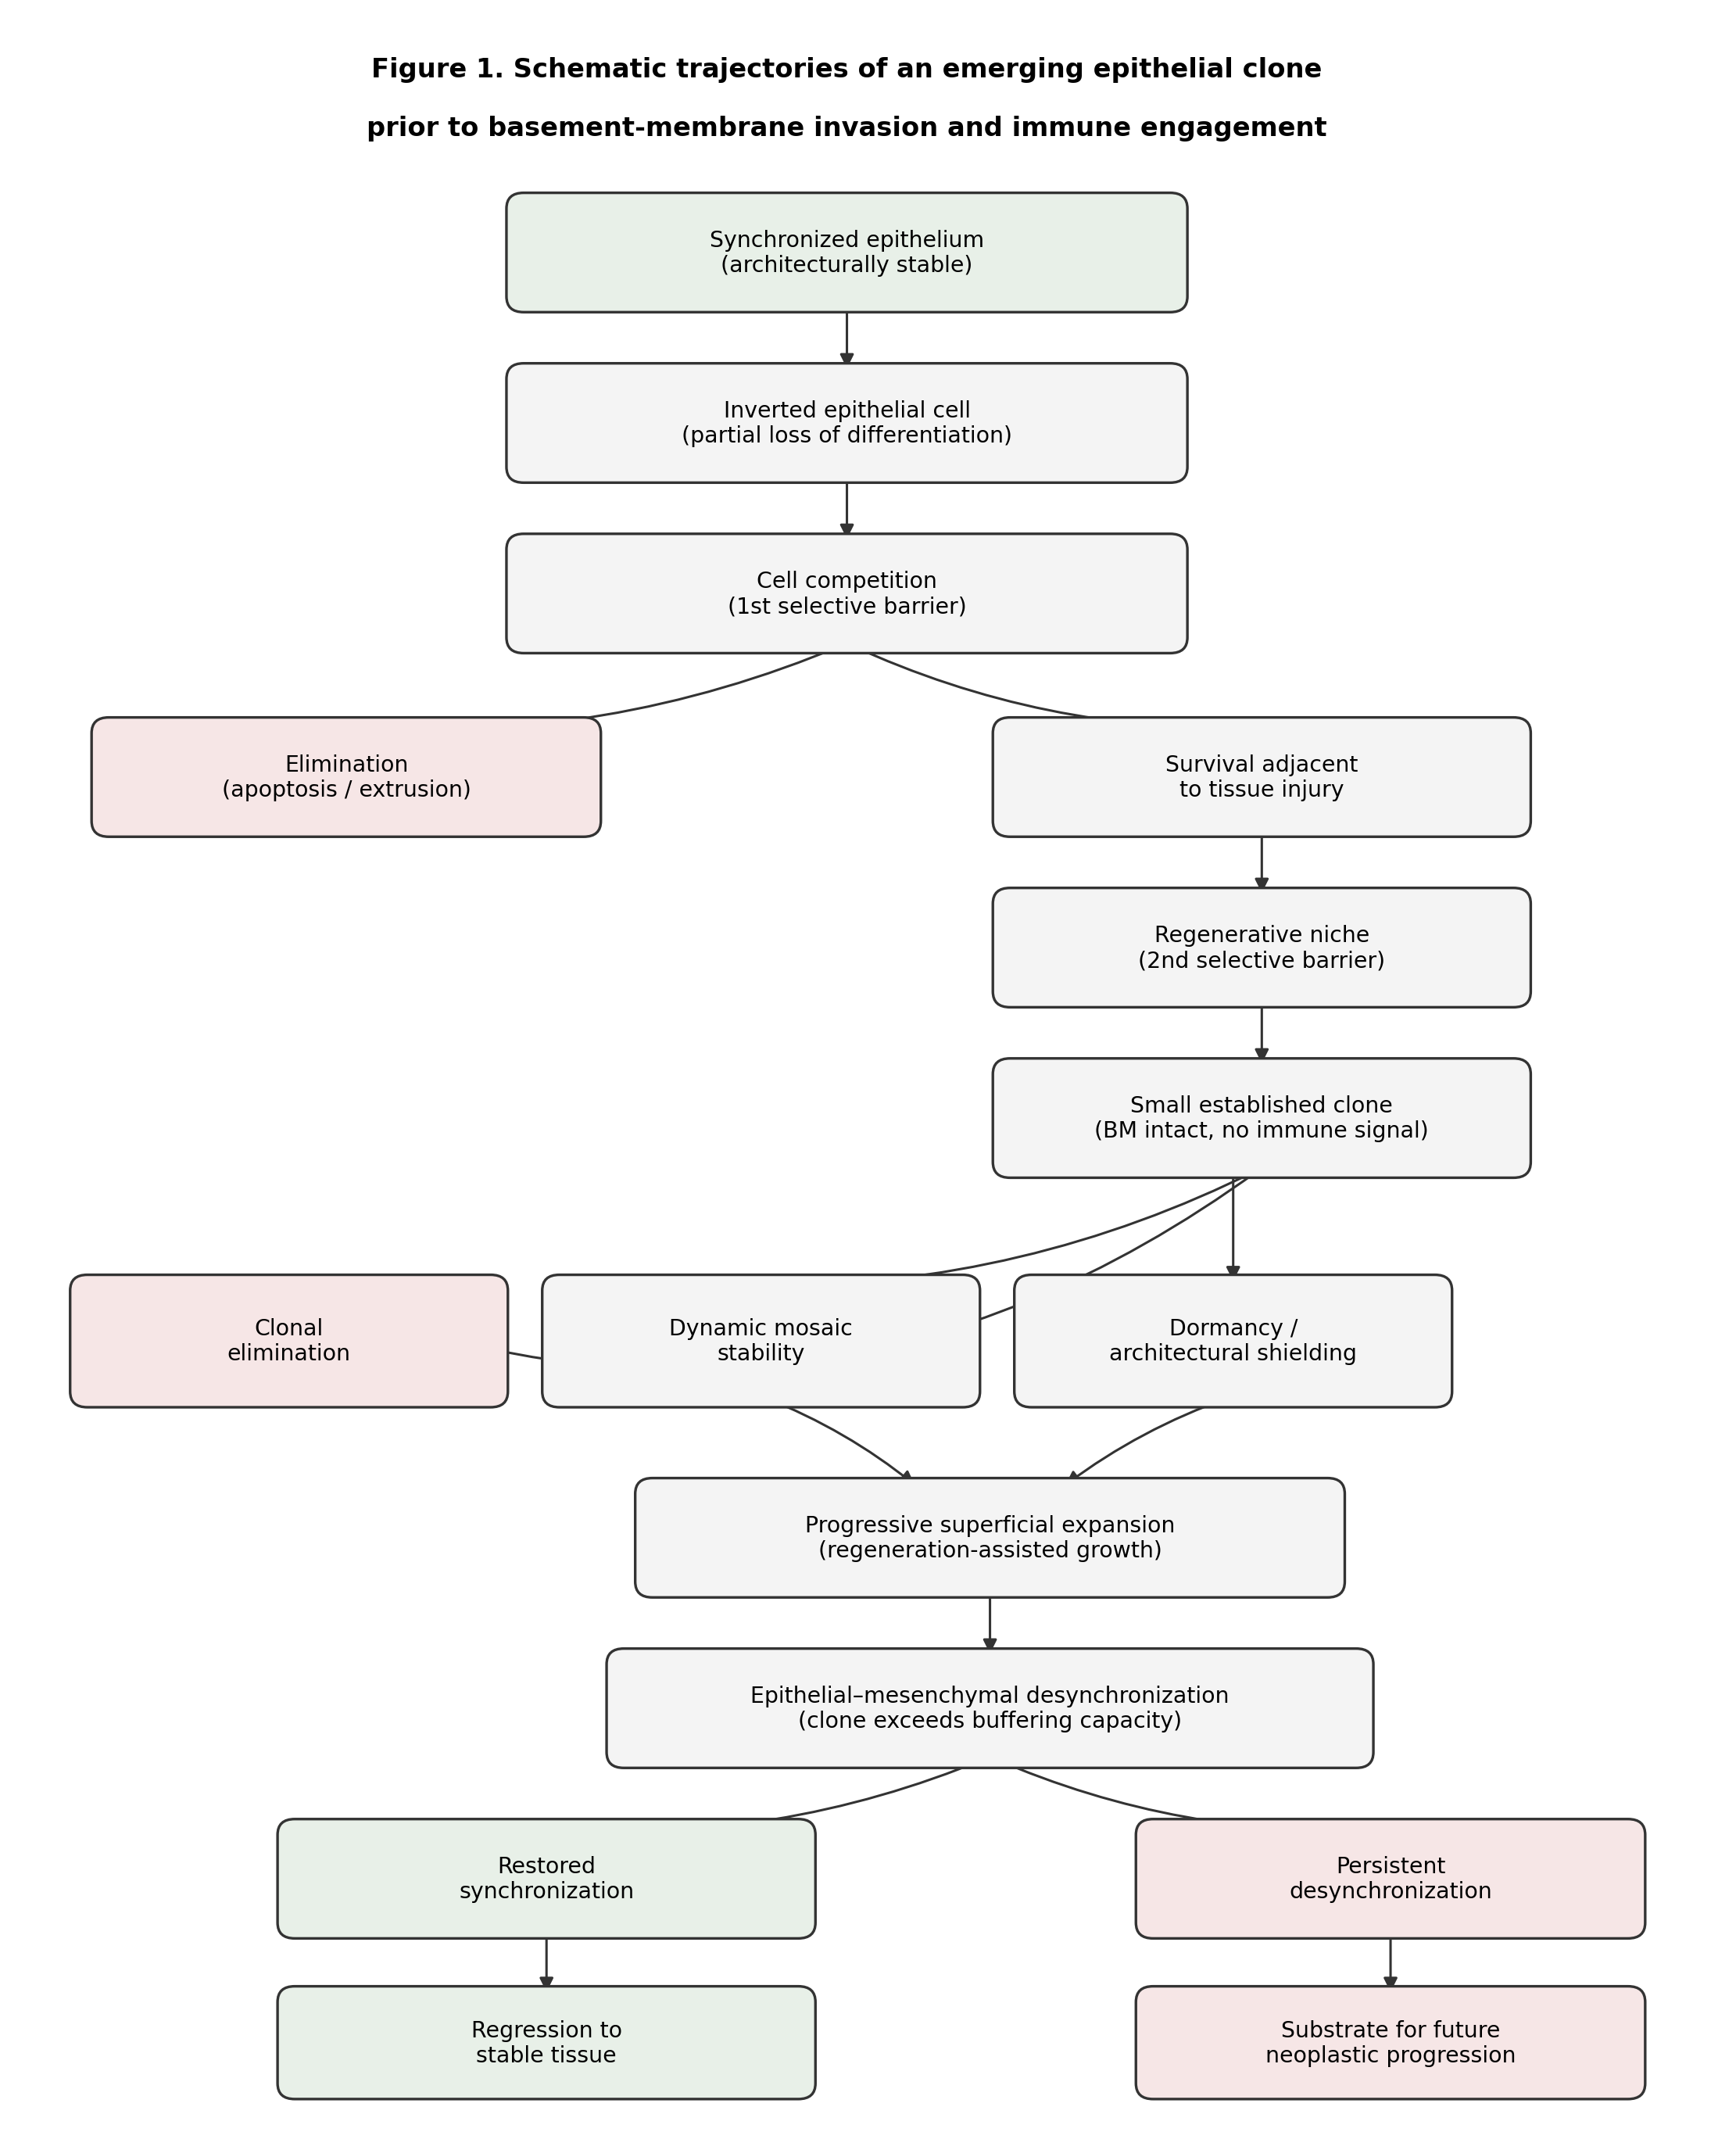 Figure 1. Schematic trajectories of an emerging epithelial clone
prior to basement-membrane invasion and immune engagement
Synchronized epithelium
(architecturally stable)
Inverted epithelial cell
(partial loss of differentiation)
Cell competition
(1st selective barrier)
Elimination
(apoptosis / extrusion)
Survival adjacent
to tissue injury
Regenerative niche
(2nd selective barrier)
Small established clone
(BM intact, no immune signal)
Clonal
elimination
Dynamic mosaic
stability
Dormancy /
architectural shielding
Progressive superficial expansion
(regeneration-assisted growth)
Epithelial–mesenchymal desynchronization
(clone exceeds buffering capacity)
Restored
synchronization
Persistent
desynchronization
Regression to
stable tissue
Substrate for future
neoplastic progression